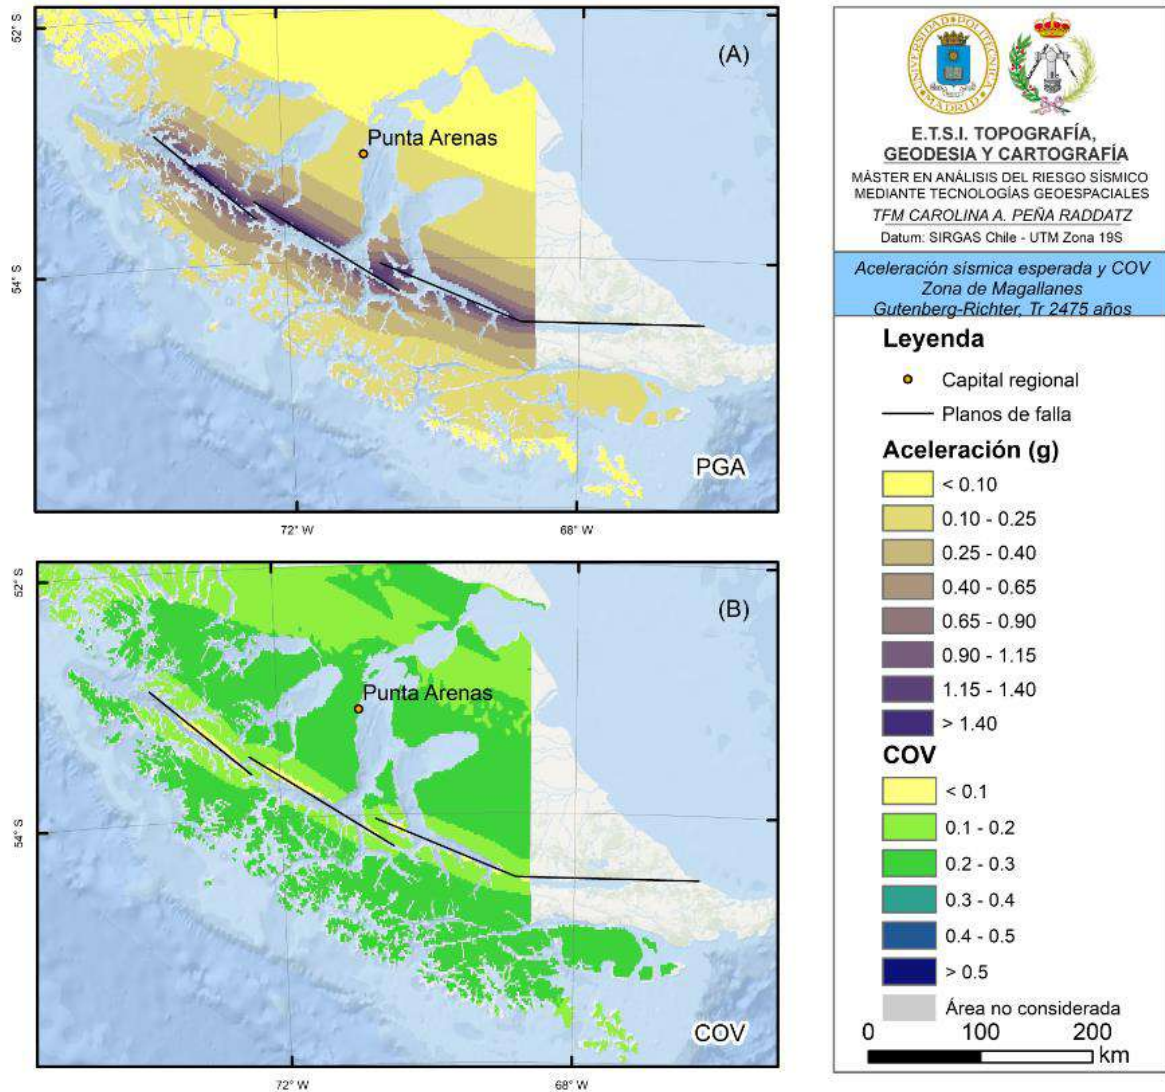 52° S
(A)
Punta Arenas
54° S
PGA
72° W
68° W
52° S
(B)
Punta Arenas
54° S
COV
72° W
68° W
UNIVERSIDAD POLITÉCNICA
MADRID
E.T.S.I. TOPOGRAFÍA,
GEODESIA Y CARTOGRAFÍA
MÁSTER EN ANÁLISIS DEL RIESGO SÍSMICO
MEDIANTE TECNOLOGÍAS GEOESPACIALES
TFM CAROLINA A. PEÑA RADDATZ
Datum: SIRGAS Chile - UTM Zona 19S
Aceleración sísmica esperada y COV
Zona de Magallanes
Gutenberg-Richter, Tr 2475 años
Leyenda
Capital regional
Planos de falla
Aceleración (g)
< 0.10
0.10 - 0.25
0.25 - 0.40
0.40 - 0.65
0.65 - 0.90
0.90 - 1.15
1.15 - 1.40
> 1.40
COV
< 0.1
0.1 - 0.2
0.2 - 0.3
0.3 - 0.4
0.4 - 0.5
> 0.5
Área no considerada
0 100 200
km